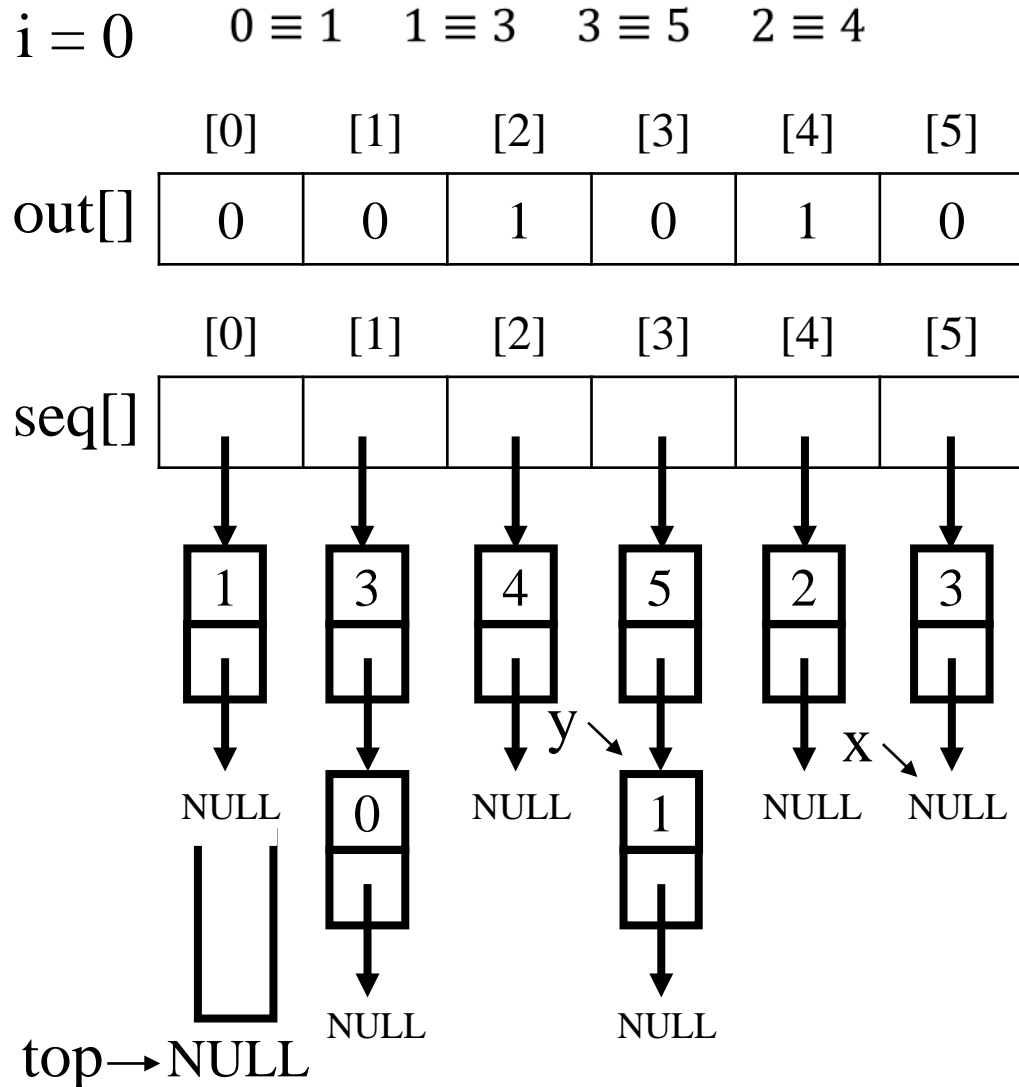 i = 0 0 ≡ 1 1 ≡ 3 3 ≡ 5 2 ≡ 4
[0] [1] [2] [3] [4] [5]
out[] 0 0 1 0 1 0
[0] [1] [2] [3] [4] [5]
seq[]
1 3 4 5 2 3
y x
NULL 0 NULL 1 NULL NULL
NULL NULL
top→NULL